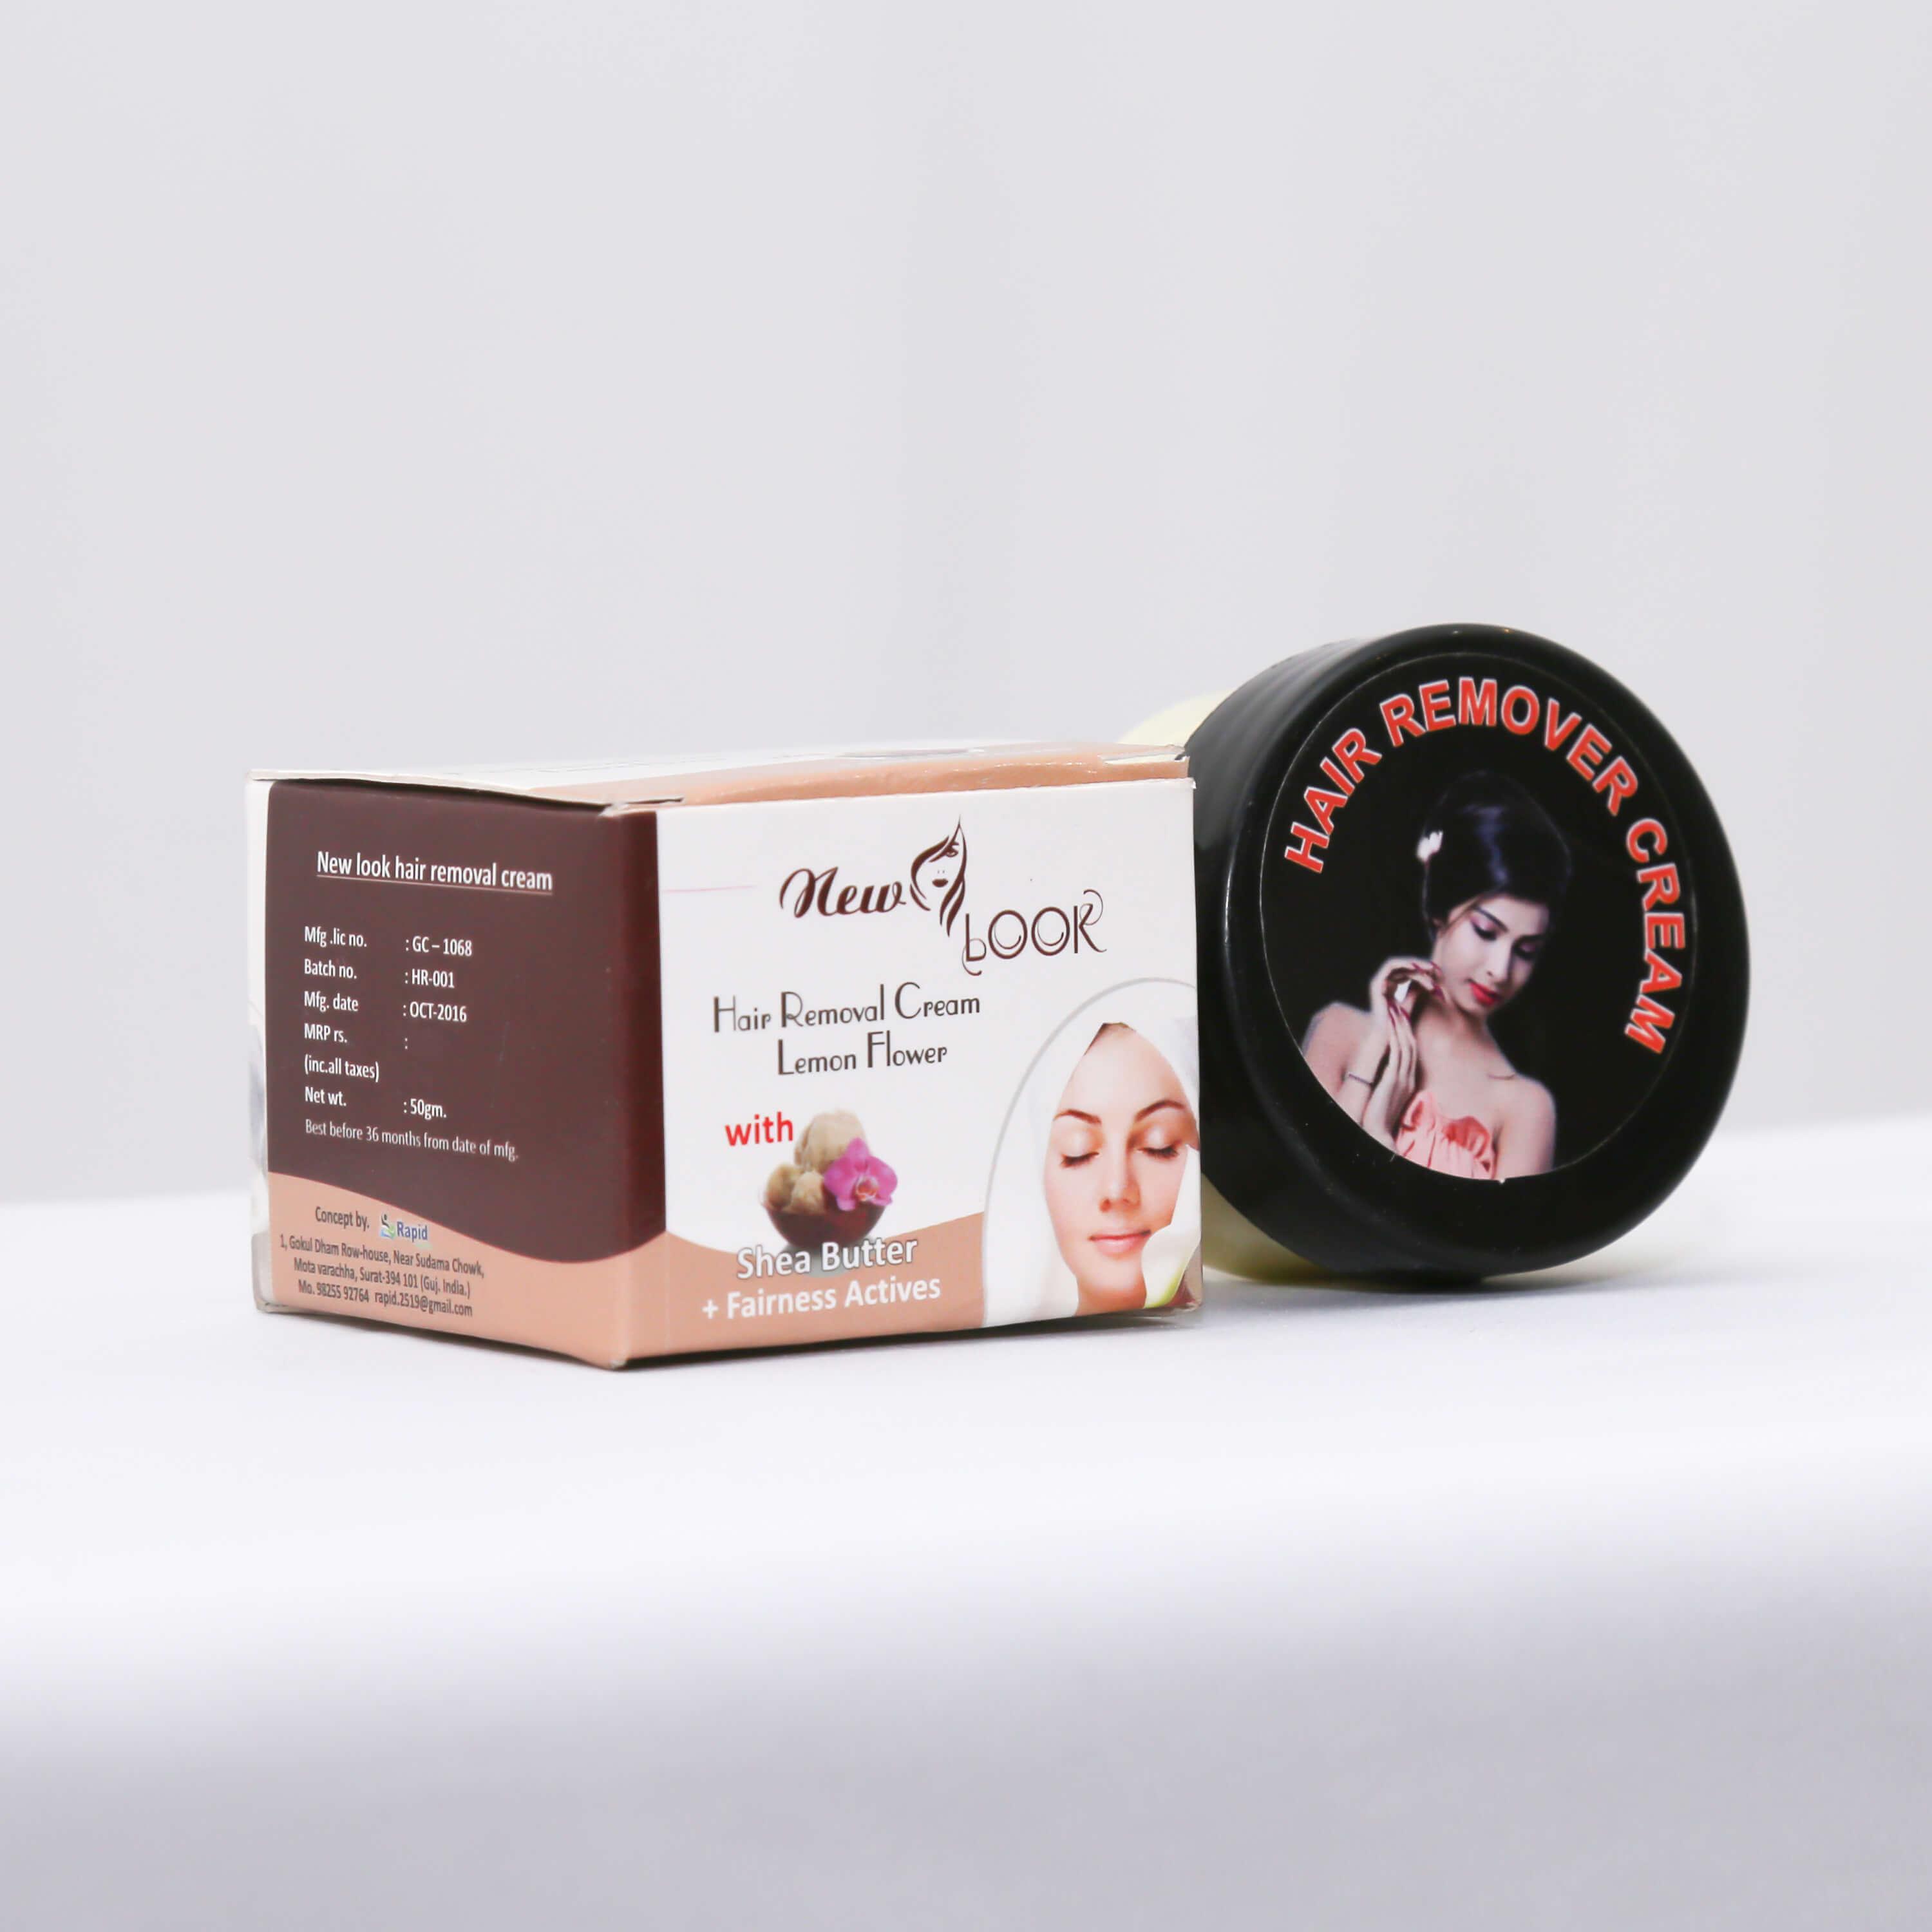 New look hair removal cream
Mfg .lic no. : GC – 1068
Batch no. : HR-001
Mfg. date : OCT-2016
MRP rs. :
(inc.all taxes)
Net wt. : 50gm.
Best before 36 months from date of mfg.
Concept by. Rapid
1, Gokul Dham Row-house, Near Sudama Chowk,
Mota varachha, Surat-394 101 (Guj. India.)
Mo. 98255 92764 rapid.2519@gmail.com
New
LOOK
Hair Removal Cream
Lemon Flower
with
Shea Butter
+ Fairness Actives
HAIR REMOVER CREAM